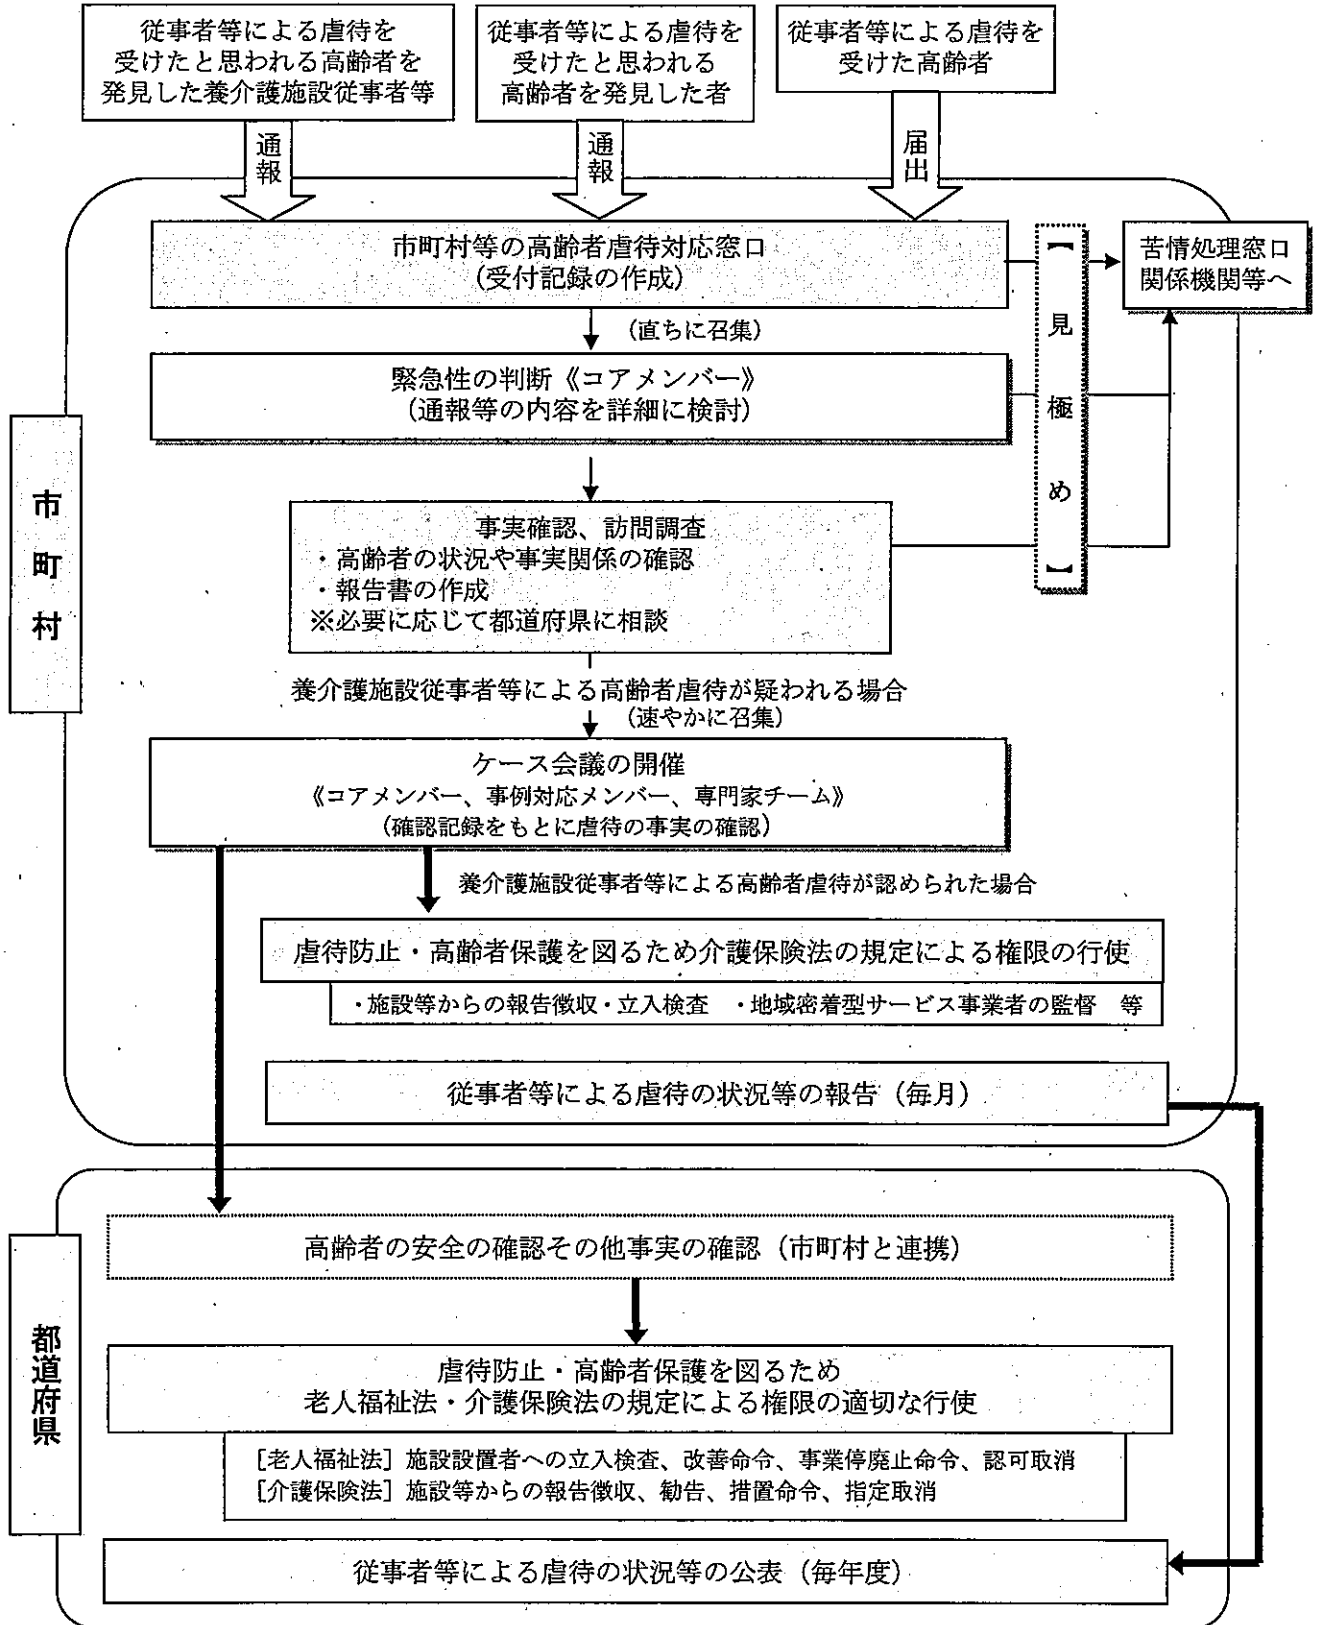 従事者等による虐待を
受けたと思われる高齢者を
発見した養介護施設従事者等
従事者等による虐待を
受けたと思われる
高齢者を発見した者
従事者等による虐待を
受けた高齢者
通報
通報
届出
市町村等の高齢者虐待対応窓口
(受付記録の作成)
【見極め】
苦情処理窓口
関係機関等へ
(直ちに召集)
緊急性の判断《コアメンバー》
(通報等の内容を詳細に検討)
市町村
事実確認、訪問調査
・高齢者の状況や事実関係の確認
・報告書の作成
※必要に応じて都道府県に相談
養介護施設従事者等による高齢者虐待が疑われる場合
(速やかに召集)
ケース会議の開催
《コアメンバー、事例対応メンバー、専門家チーム》
(確認記録をもとに虐待の事実の確認)
養介護施設従事者等による高齢者虐待が認められた場合
虐待防止・高齢者保護を図るため介護保険法の規定による権限の行使
・施設等からの報告徴収・立入検査 ・地域密着型サービス事業者の監督 等
従事者等による虐待の状況等の報告(毎月)
都道府県
高齢者の安全の確認その他事実の確認(市町村と連携)
虐待防止・高齢者保護を図るため
老人福祉法・介護保険法の規定による権限の適切な行使
[老人福祉法] 施設設置者への立入検査、改善命令、事業停廃止命令、認可取消
[介護保険法] 施設等からの報告徴収、勧告、措置命令、指定取消
従事者等による虐待の状況等の公表(毎年度)